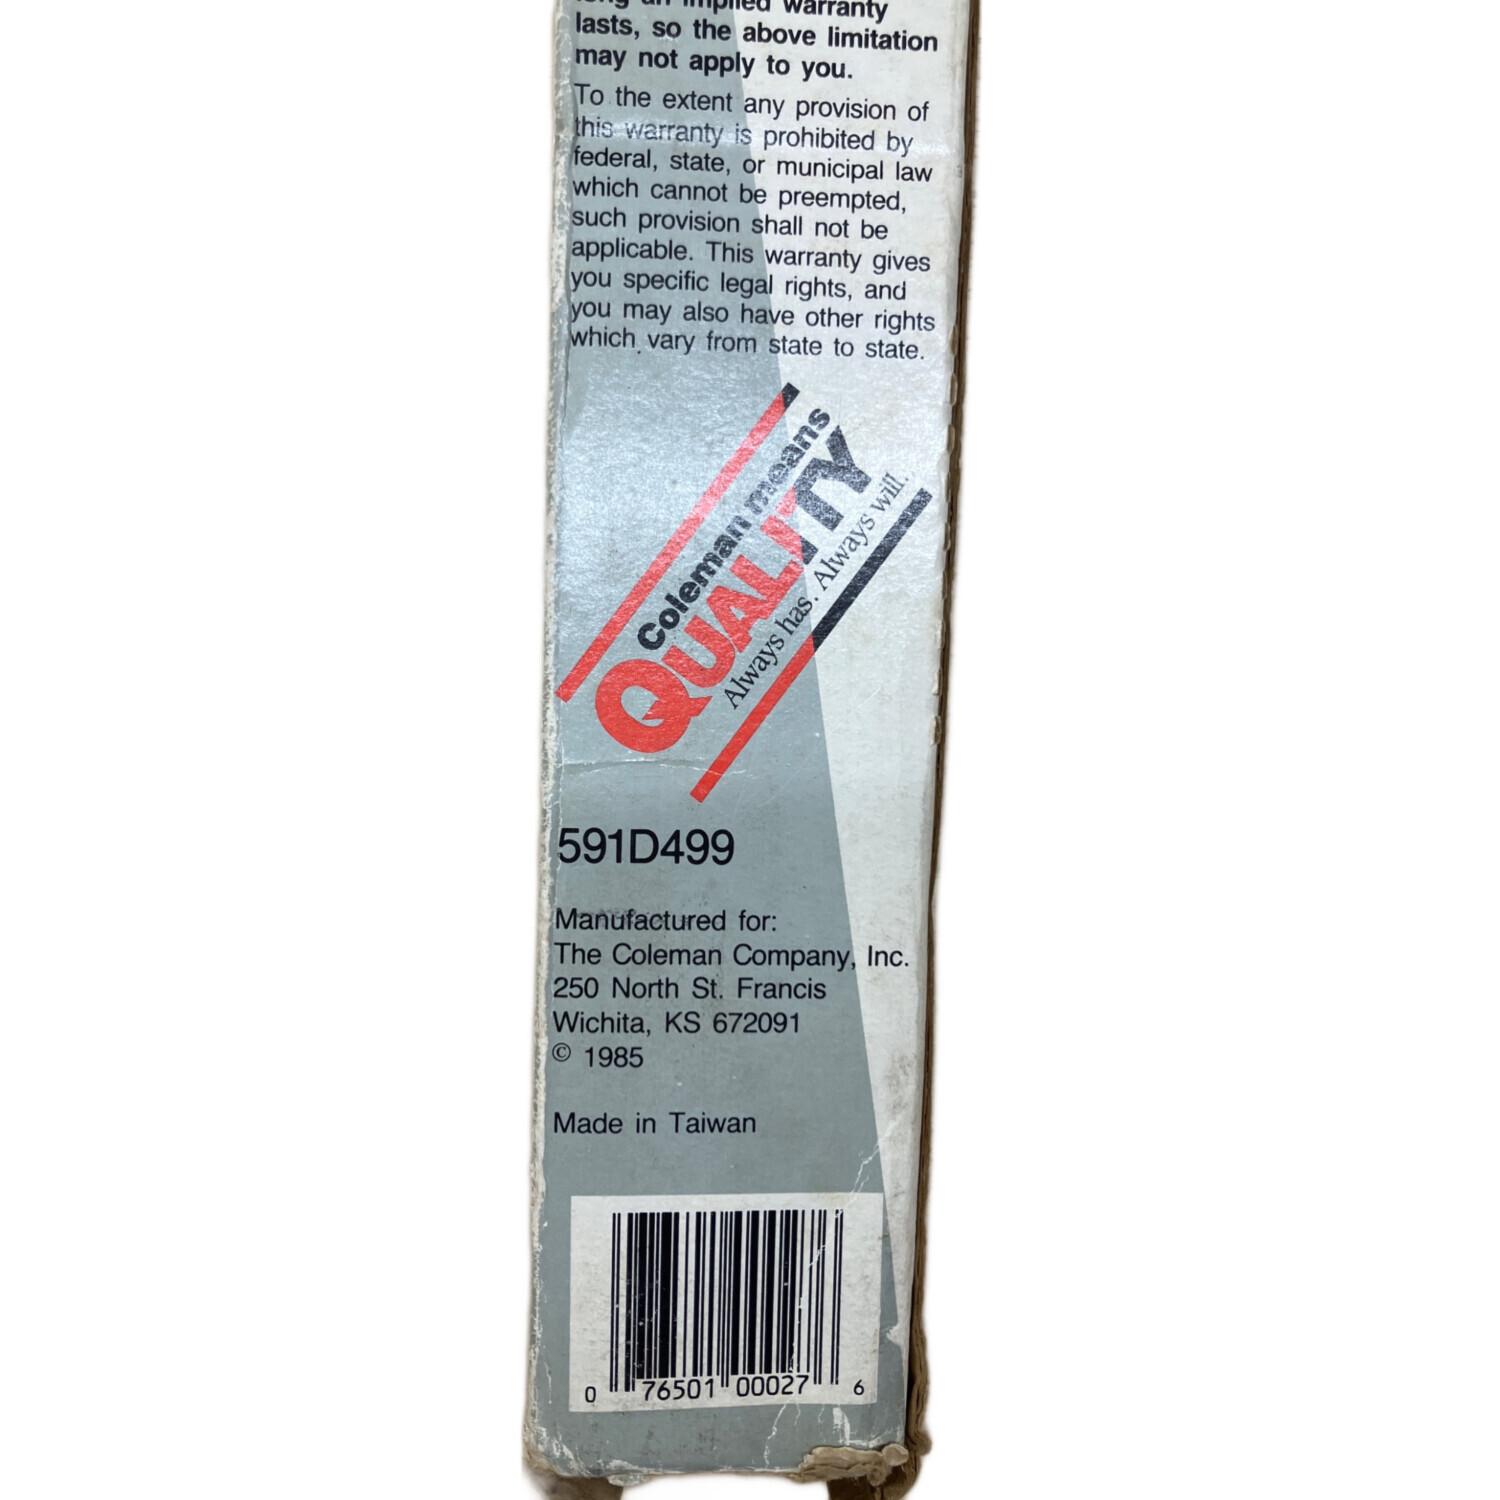 long an implied warranty
lasts, so the above limitation
may not apply to you.
To the extent any provision of
this warranty is prohibited by
federal, state, or municipal law
which cannot be preempted,
such provision shall not be
applicable. This warranty gives
you specific legal rights, and
you may also have other rights
which vary from state to state.
Coleman means
QUALITY
Always has. Always will.
591D499
Manufactured for:
The Coleman Company, Inc.
250 North St. Francis
Wichita, KS 672091
© 1985
Made in Taiwan
0 76501 00027 6